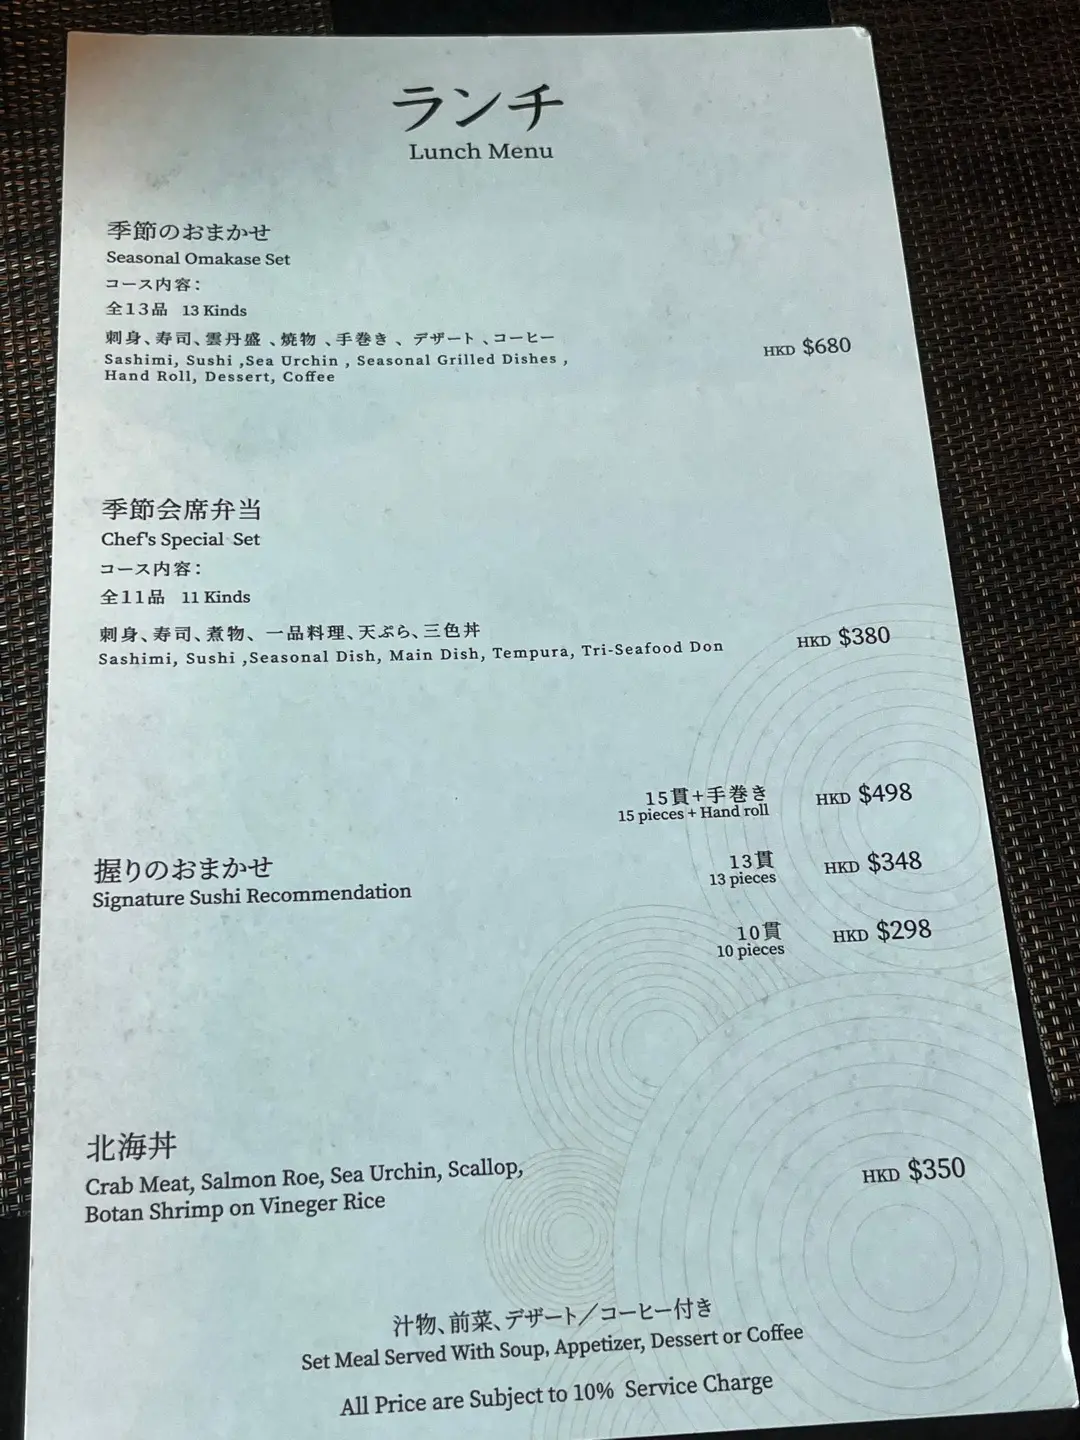 ランチ
Lunch Menu
季節のおまかせ
Seasonal Omakase Set
コース内容：
全13品 13 Kinds
刺身、寿司、雲丹盛 、焼物 、手巻き 、 デザート 、コーヒー
Sashimi, Sushi ,Sea Urchin , Seasonal Grilled Dishes ,
Hand Roll, Dessert, Coffee
HKD $680
季節会席弁当
Chef's Special Set
コース内容：
全11品 11 Kinds
刺身、寿司、煮物、 一品料理、天ぷら、三色丼
Sashimi, Sushi ,Seasonal Dish, Main Dish, Tempura, Tri-Seafood Don
HKD $380
握りのおまかせ
Signature Sushi Recommendation
15貫+手巻き
15 pieces + Hand roll
HKD $498
13貫
13 pieces
HKD $348
10貫
10 pieces
HKD $298
北海丼
Crab Meat, Salmon Roe, Sea Urchin, Scallop,
Botan Shrimp on Vineger Rice
HKD $350
汁物、前菜、デザート／コーヒー付き
Set Meal Served With Soup, Appetizer, Dessert or Coffee
All Price are Subject to 10% Service Charge